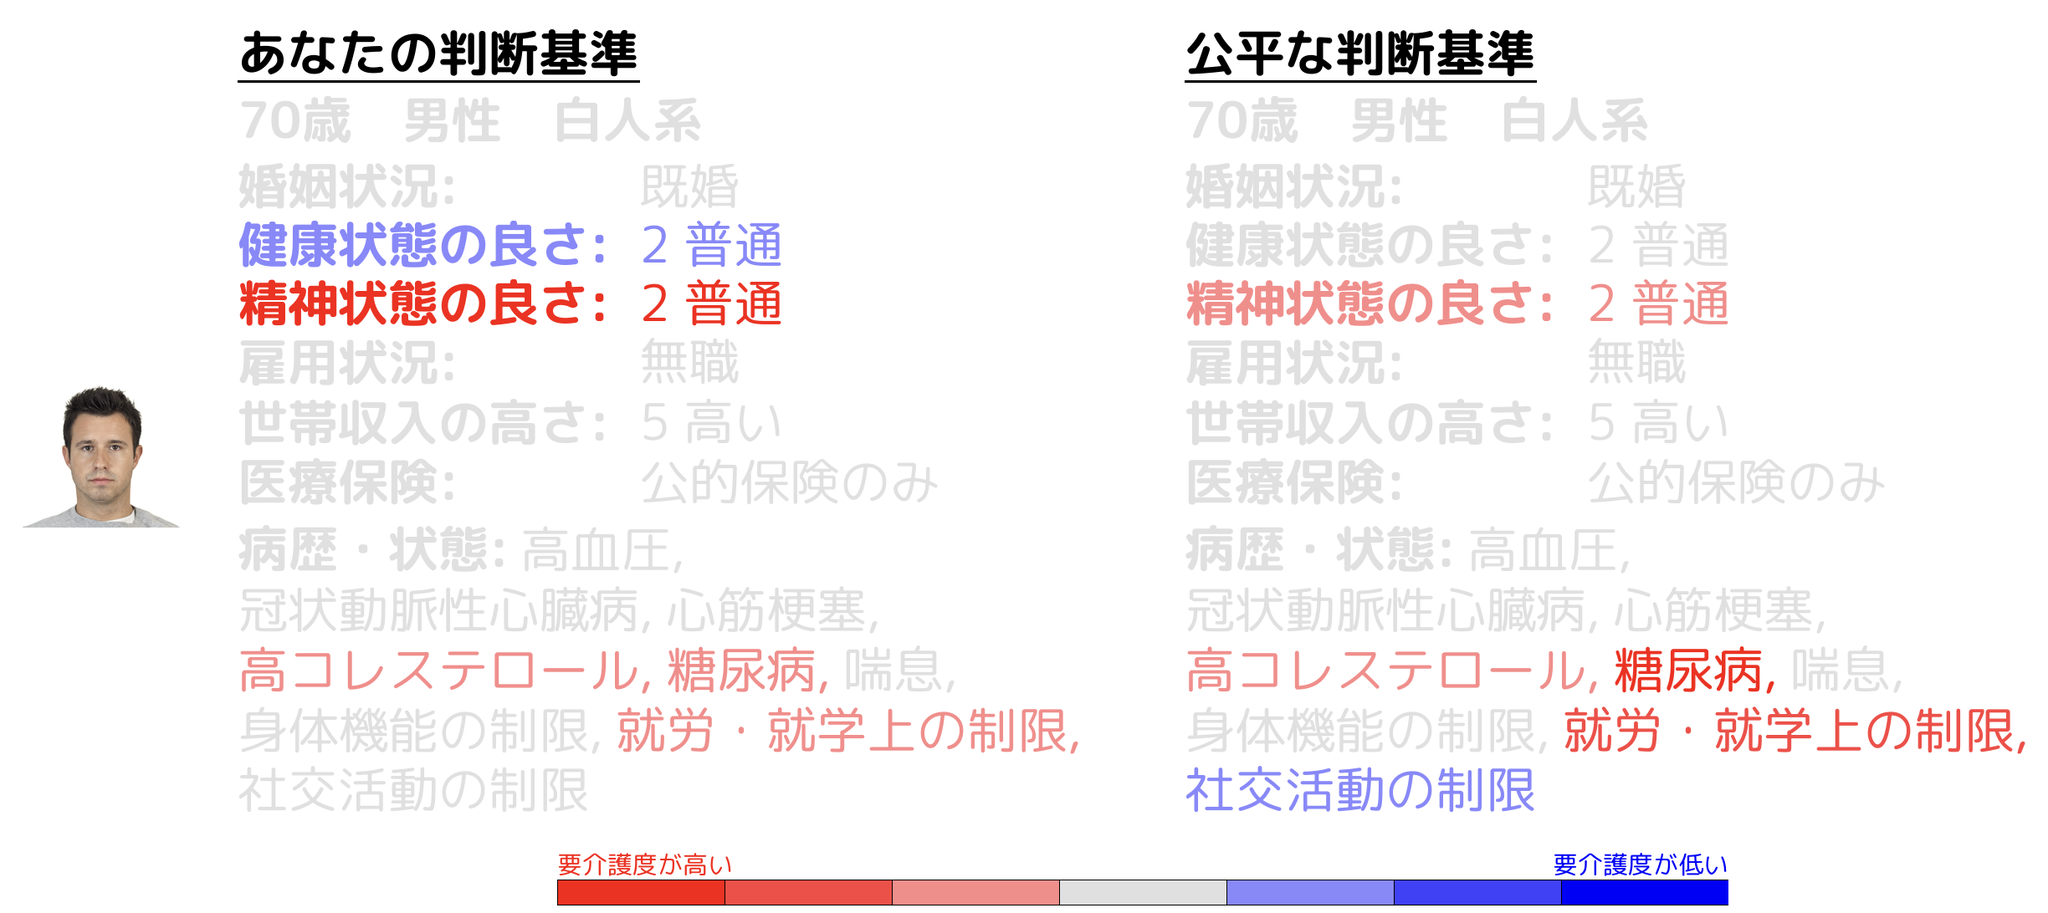 あなたの判断基準
70歳 男性 白人系
婚姻状況: 既婚
健康状態の良さ: 2 普通
精神状態の良さ: 2 普通
雇用状況: 無職
世帯収入の高さ: 5 高い
医療保険: 公的保険のみ
病歴・状態: 高血圧,
冠状動脈性心臓病, 心筋梗塞,
高コレステロール, 糖尿病, 喘息,
身体機能の制限, 就労・就学上の制限,
社交活動の制限
公平な判断基準
70歳 男性 白人系
婚姻状況: 既婚
健康状態の良さ: 2 普通
精神状態の良さ: 2 普通
雇用状況: 無職
世帯収入の高さ: 5 高い
医療保険: 公的保険のみ
病歴・状態: 高血圧,
冠状動脈性心臓病, 心筋梗塞,
高コレステロール, 糖尿病, 喘息,
身体機能の制限, 就労・就学上の制限,
社交活動の制限
要介護度が高い
要介護度が低い